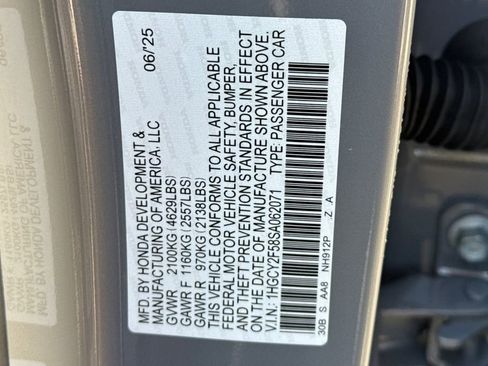 MFD. BY HONDA DEVELOPMENT & 06/25
MANUFACTURING OF AMERICA, LLC
GVWR 2100KG (4629LBS)
GAWR F 1160KG (2557LBS)
GAWR R 970KG (2138LBS)
THIS VEHICLE CONFORMS TO ALL APPLICABLE
FEDERAL MOTOR VEHICLE SAFETY, BUMPER,
AND THEFT PREVENTION STANDARDS IN EFFECT
ON THE DATE OF MANUFACTURE SHOWN ABOVE.
V.I.N.: 1HGCY2F58SA062071 TYPE: PASSENGER CAR
30B S AA8 NH912P Z A